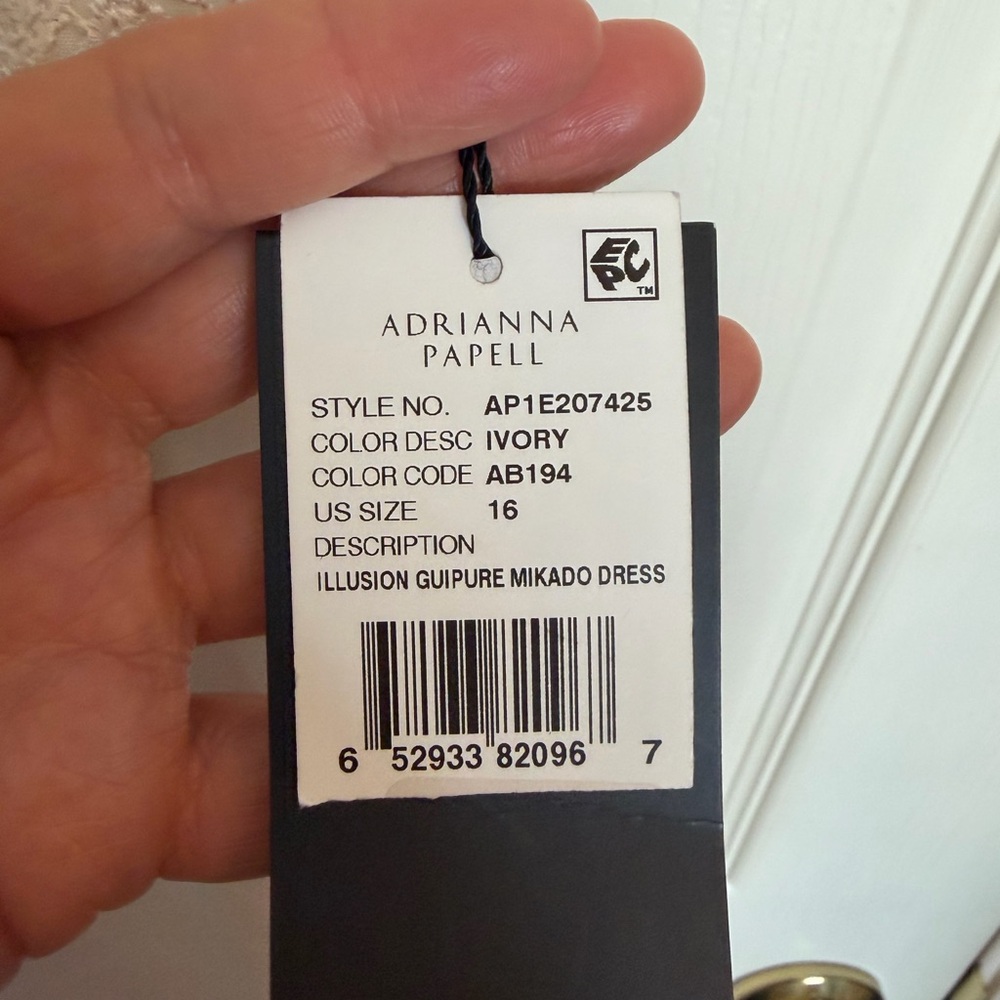 EPC
TM
ADRIANNA
PAPELL
STYLE NO. AP1E207425
COLOR DESC IVORY
COLOR CODE AB194
US SIZE 16
DESCRIPTION
ILLUSION GUIPURE MIKADO DRESS
6 52933 82096 7